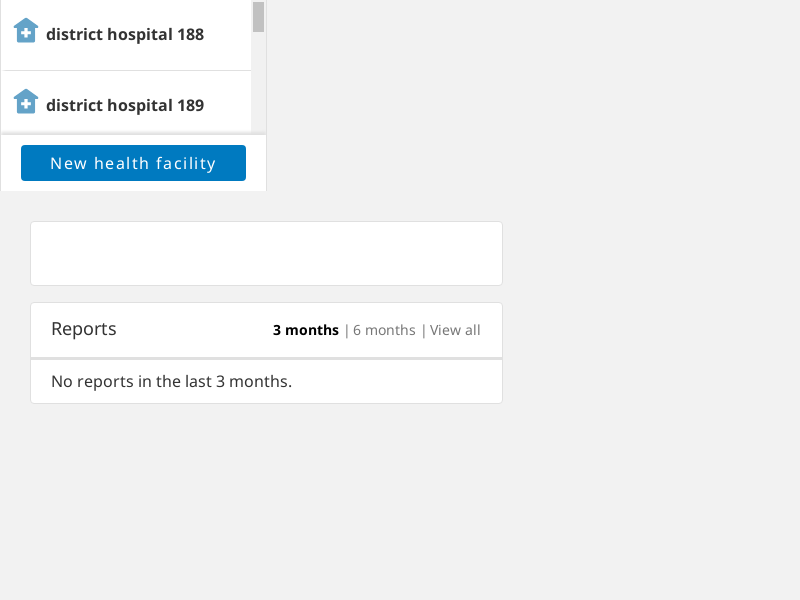 district hospital 188
district hospital 189
New health facility
Reports
3 months | 6 months | View all
No reports in the last 3 months.